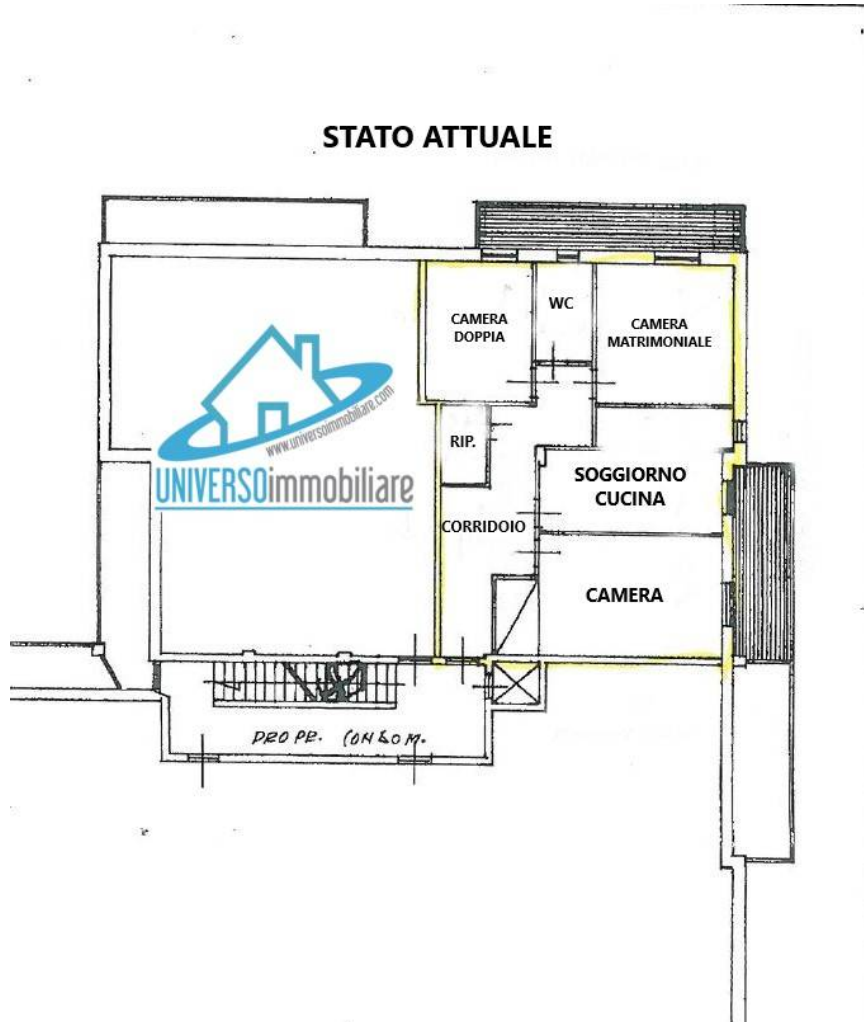 STATO ATTUALE
CAMERA
DOPPIA
WC
CAMERA
MATRIMONIALE
www.universoimmobiliare.com
UNIVERSOimmobiliare
RIP.
SOGGIORNO
CUCINA
CORRIDOIO
CAMERA
PROPR. CONDOM.